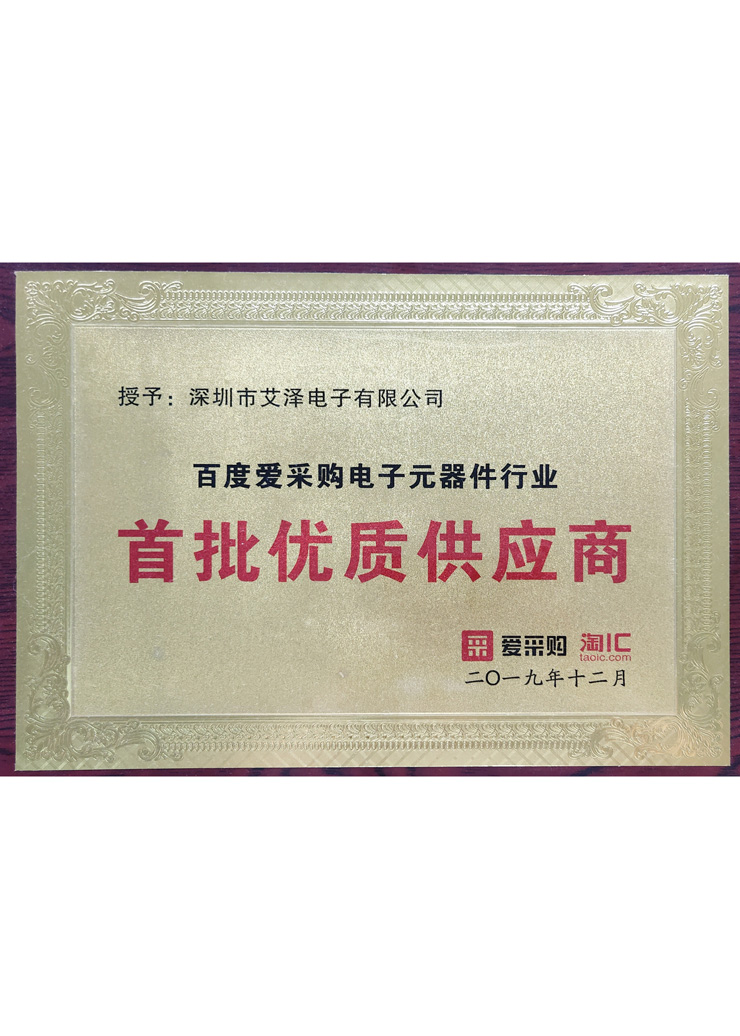 授予：深圳市艾泽电子有限公司
百度爱采购电子元器件行业
首批优质供应商
采 爱采购 淘IC
taoic.com
二〇一九年十二月